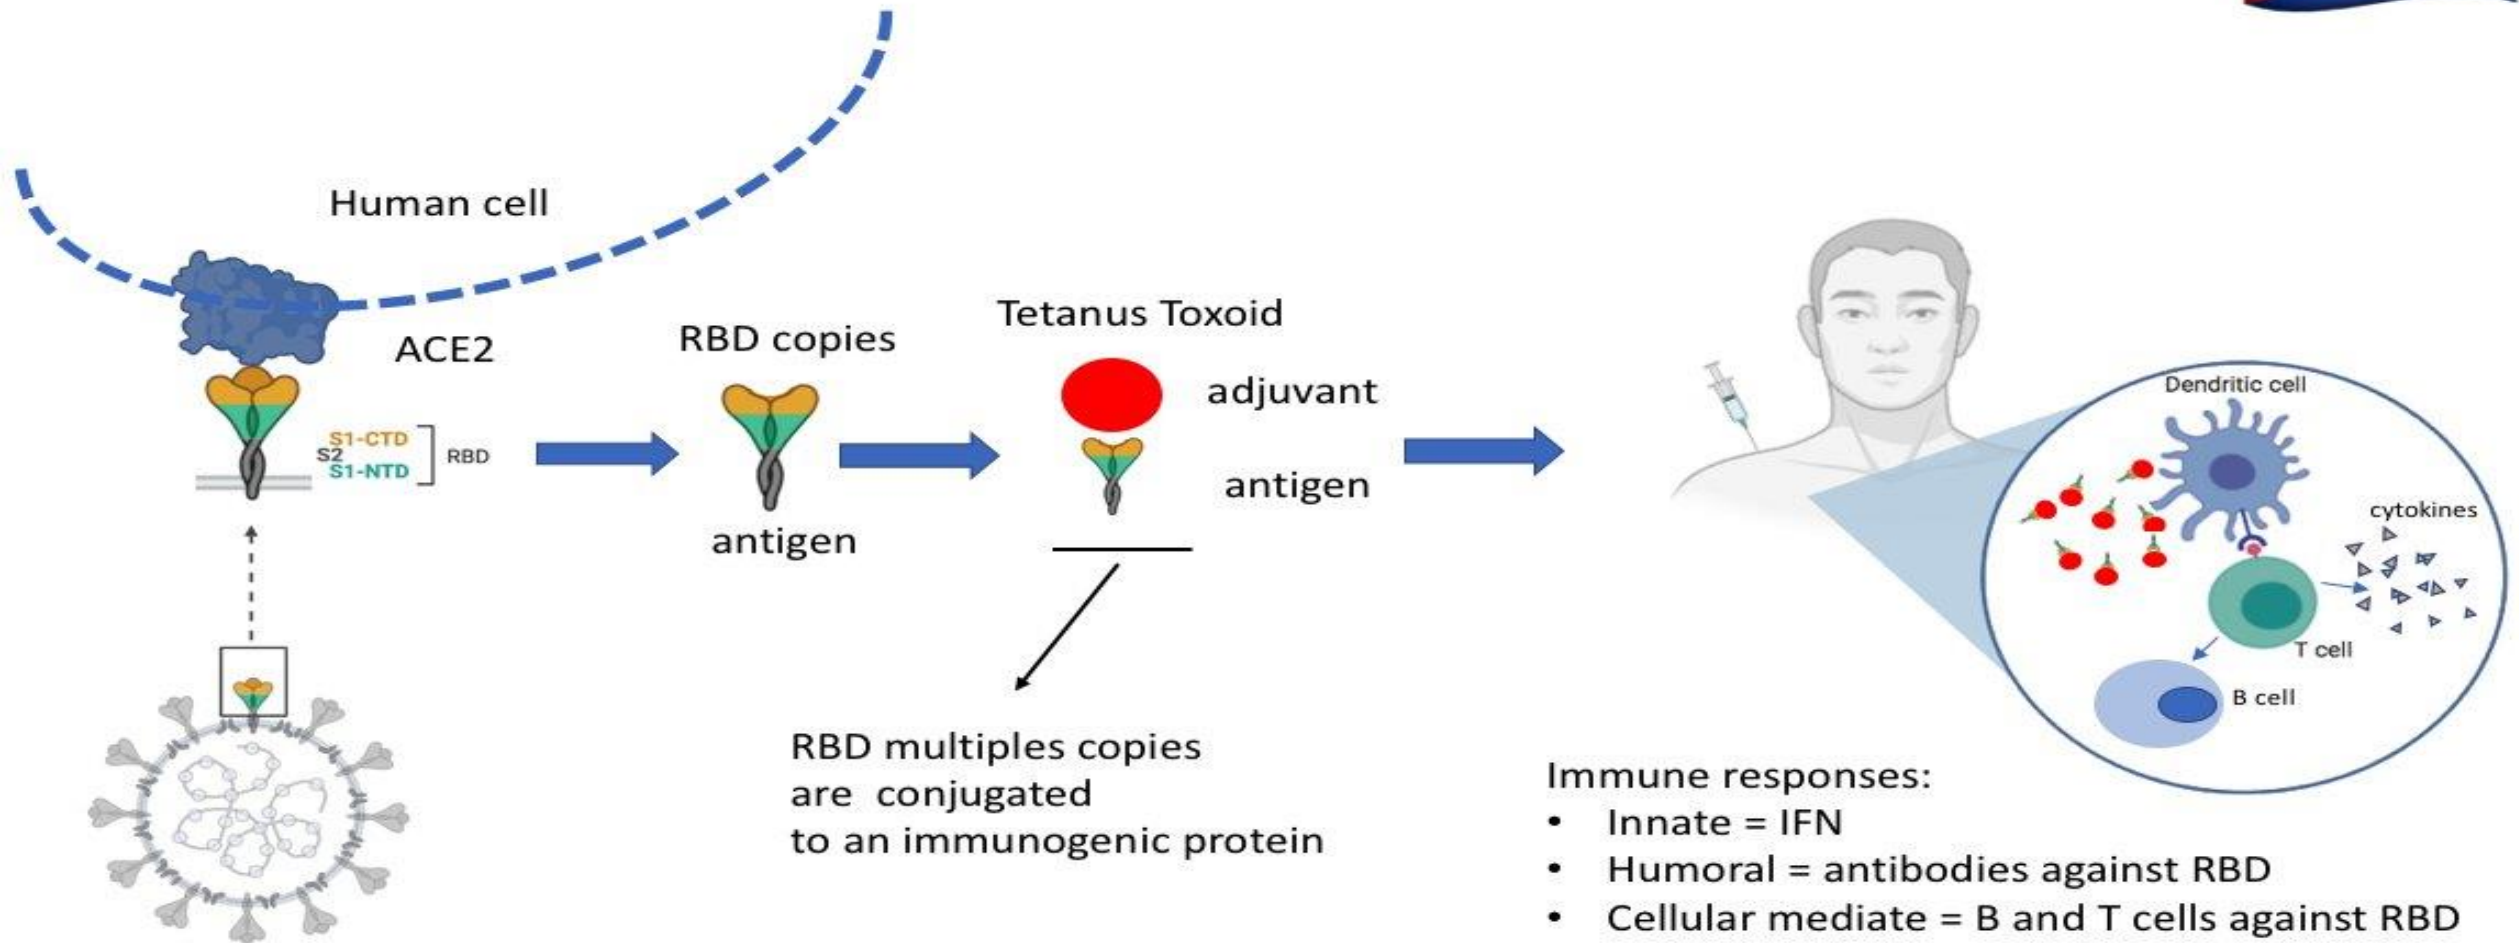 Human cell
ACE2
S1-CTD
S2
S1-NTD
RBD
RBD copies
antigen
Tetanus Toxoid
adjuvant
antigen
RBD multiples copies
are conjugated
to an immunogenic protein
Dendritic cell
cytokines
T cell
B cell
Immune responses:
• Innate = IFN
• Humoral = antibodies against RBD
• Cellular mediate = B and T cells against RBD